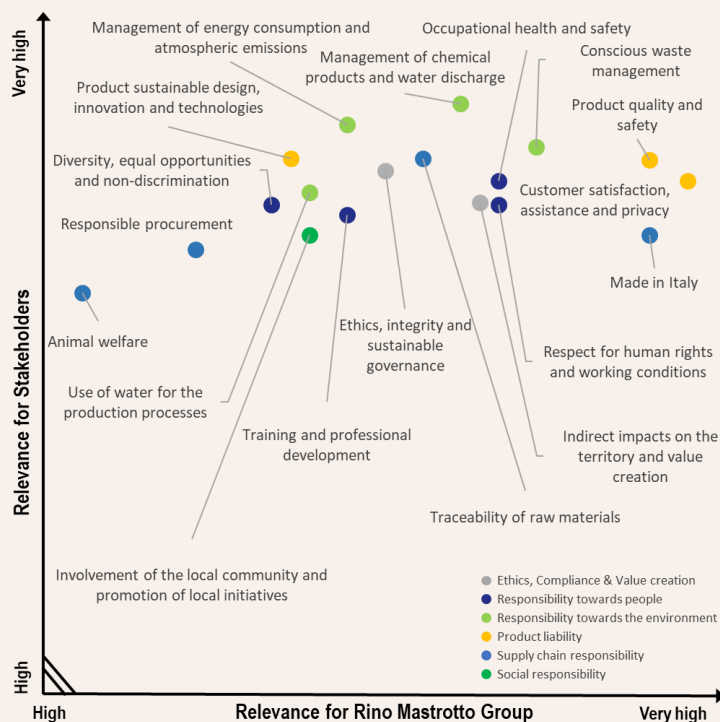 Very high
Management of energy consumption and
atmospheric emissions
Occupational health and safety
Management of chemical
products and water discharge
Conscious waste
management
Product sustainable design,
innovation and technologies
Product quality and
safety
Diversity, equal opportunities
and non-discrimination
Customer satisfaction,
assistance and privacy
Responsible procurement
Made in Italy
Relevance for Stakeholders
Animal welfare
Ethics, integrity and
sustainable
governance
Respect for human rights
and working conditions
Use of water for the
production processes
Training and professional
development
Indirect impacts on the
territory and value
creation
Traceability of raw materials
Involvement of the local community and
promotion of local initiatives
Ethics, Compliance & Value creation
Responsibility towards people
Responsibility towards the environment
Product liability
Supply chain responsibility
Social responsibility
High
High
Relevance for Rino Mastrotto Group
Very high